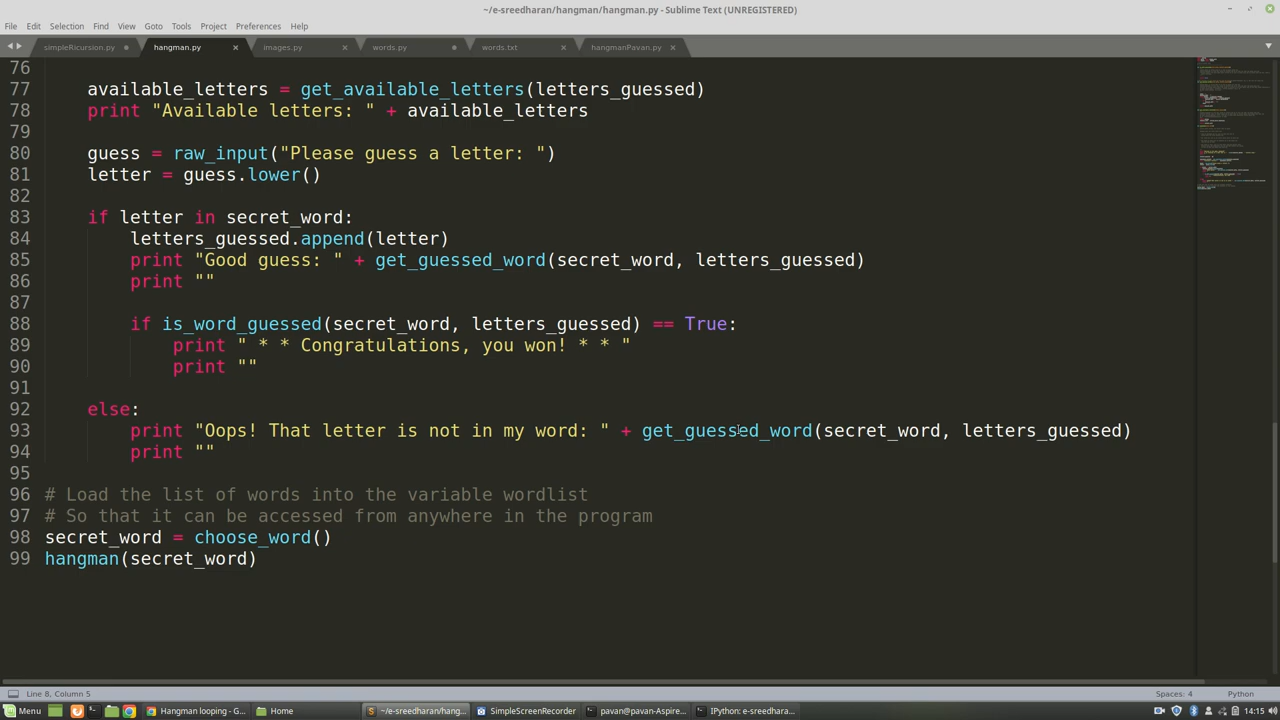 ~/e-sreedharan/hangman/hangman.py - Sublime Text (UNREGISTERED)
File Edit Selection Find View Goto Tools Project Preferences Help
simpleRicursion.py hangman.py images.py words.py words.txt hangmanPavan.py
76
77 available_letters = get_available_letters(letters_guessed)
78 print "Available letters: " + available_letters
79
80 guess = raw_input("Please guess a letter: ")
81 letter = guess.lower()
82
83 if letter in secret_word:
84 letters_guessed.append(letter)
85 print "Good guess: " + get_guessed_word(secret_word, letters_guessed)
86 print ""
87
88 if is_word_guessed(secret_word, letters_guessed) == True:
89 print " * * Congratulations, you won! * * "
90 print ""
91
92 else:
93 print "Oops! That letter is not in my word: " + get_guessed_word(secret_word, letters_guessed)
94 print ""
95
96 # Load the list of words into the variable wordlist
97 # So that it can be accessed from anywhere in the program
98 secret_word = choose_word()
99 hangman(secret_word)
Line 8, Column 5 Spaces: 4 Python
Menu Hangman looping - G... Home ~/e-sreedharan/hang... SimpleScreenRecorder pavan@pavan-Aspire... IPython: e-sreedhara... 14:15